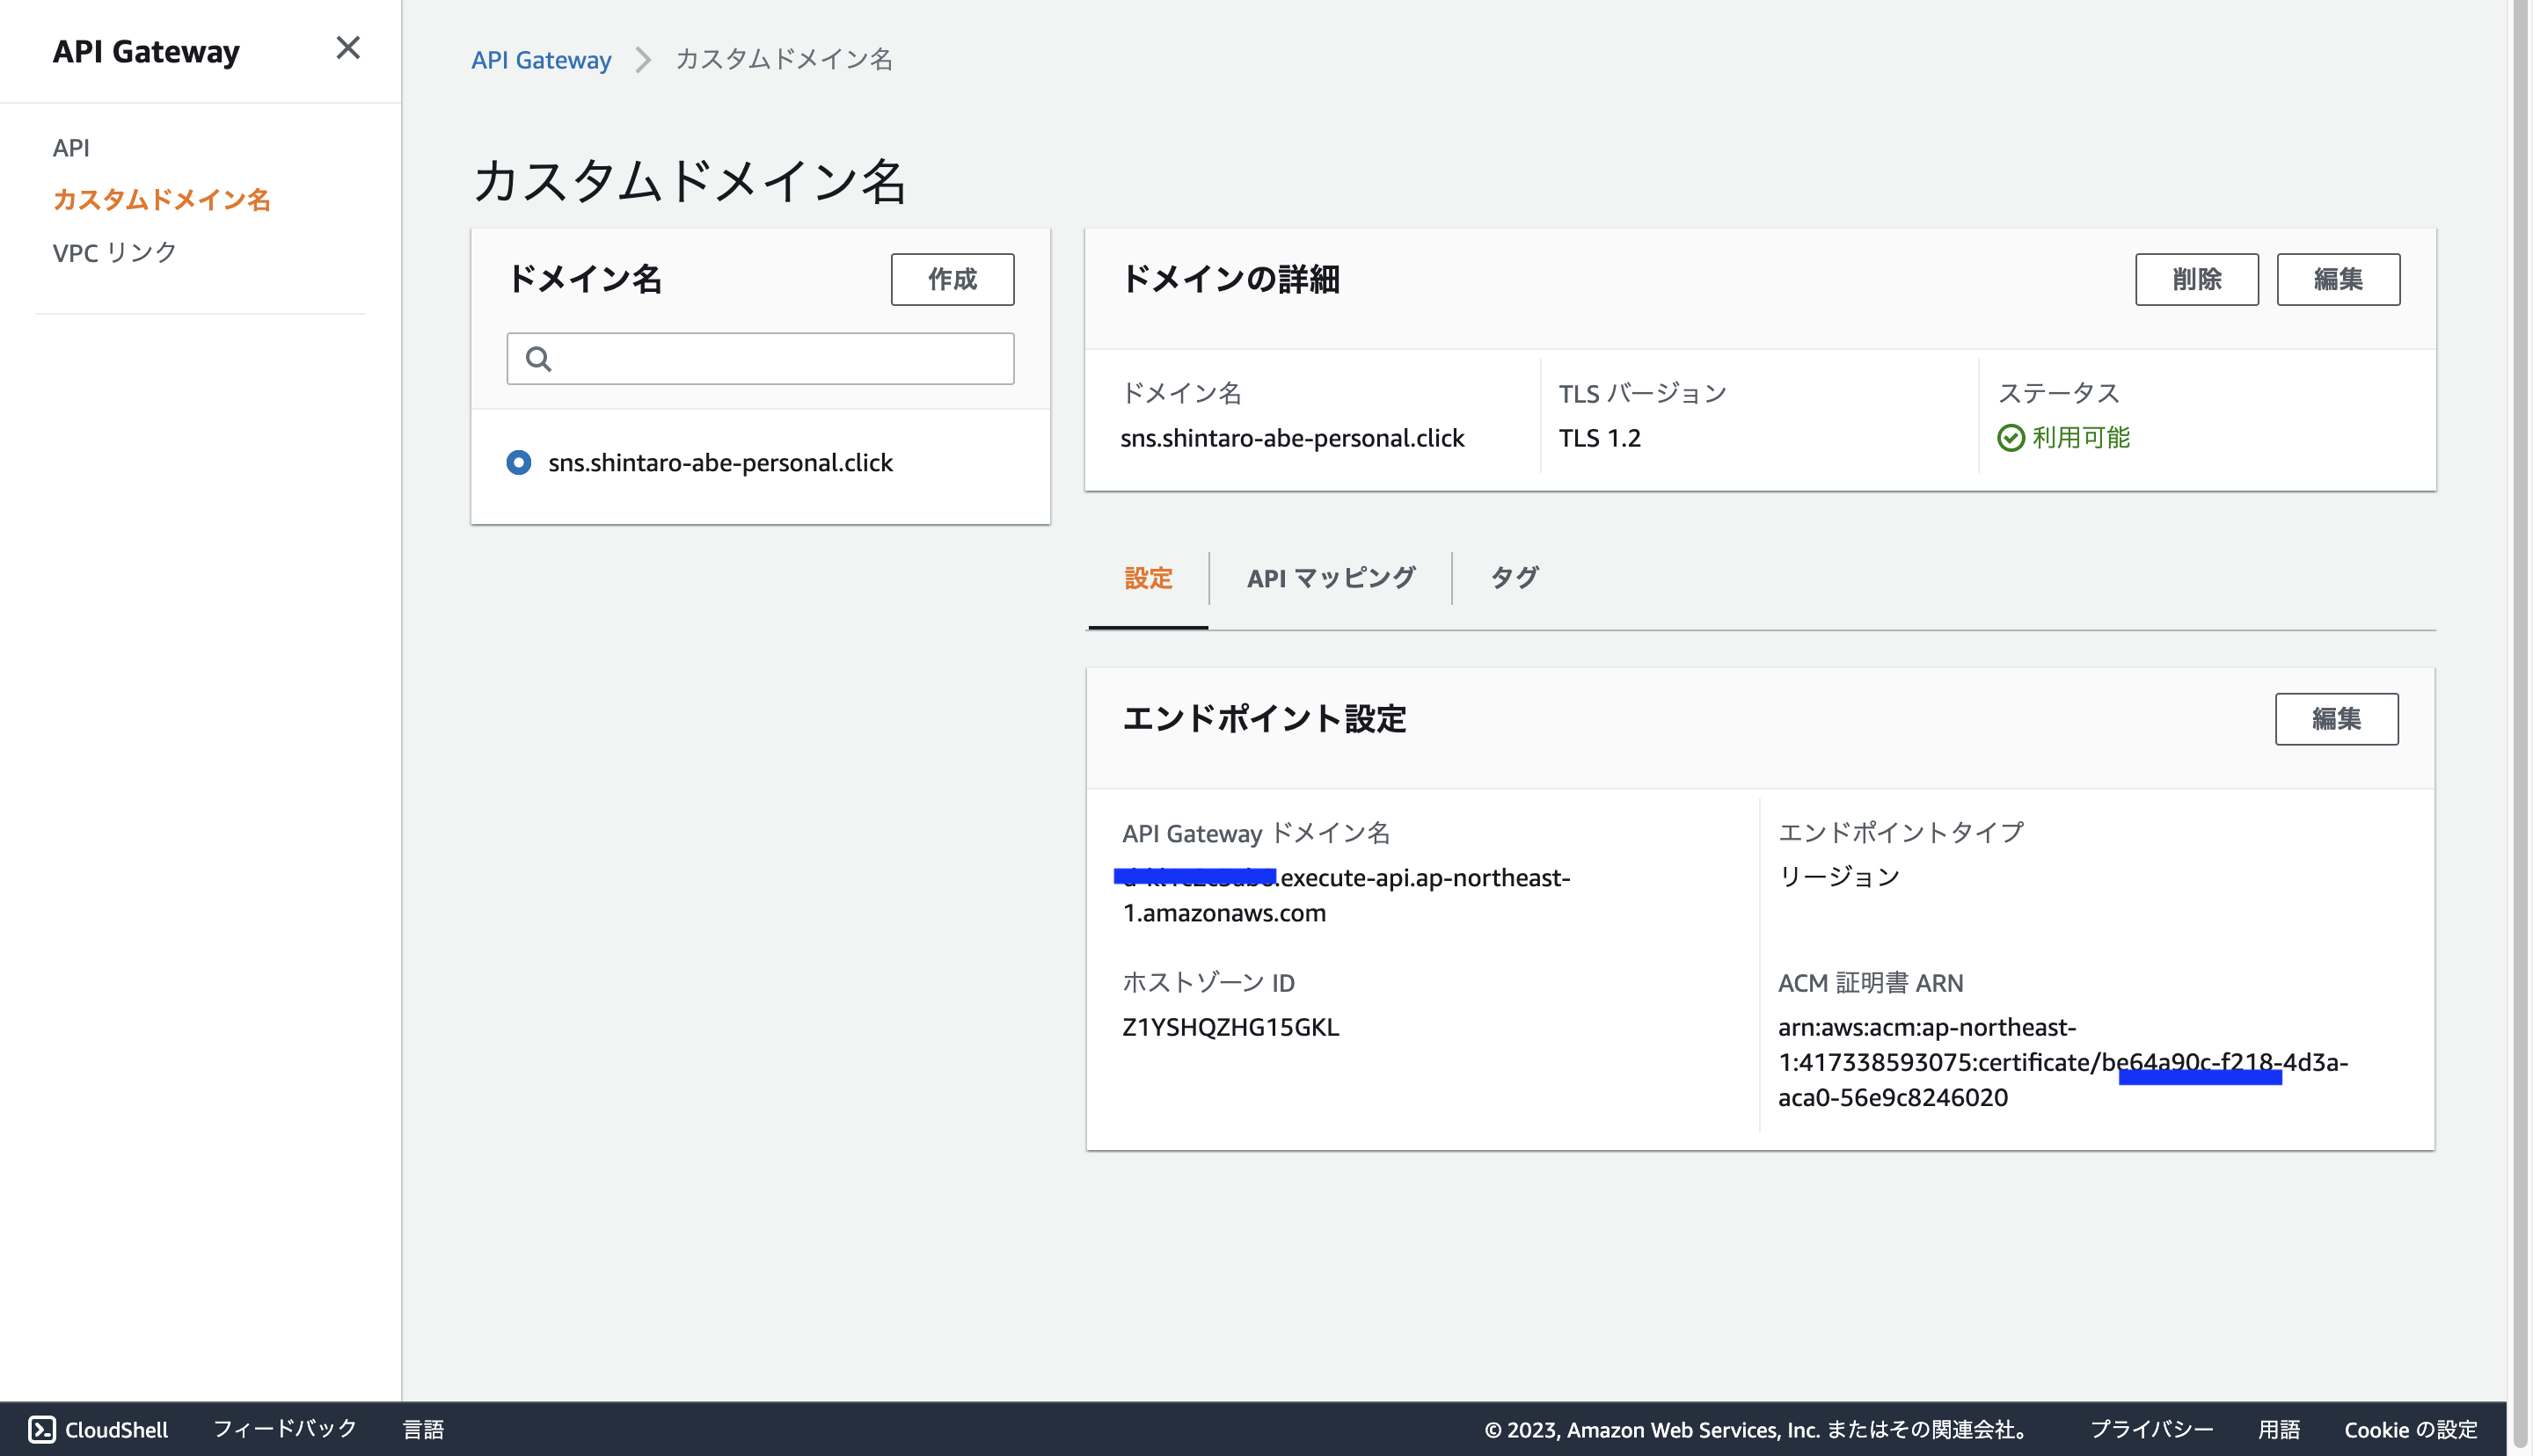 API Gateway
API
カスタムドメイン名
VPC リンク
API Gateway
カスタムドメイン名
カスタムドメイン名
ドメイン名
作成
sns.shintaro-abe-personal.click
ドメインの詳細
削除
編集
ドメイン名
sns.shintaro-abe-personal.click
TLS バージョン
TLS 1.2
ステータス
利用可能
設定
API マッピング
タグ
エンドポイント設定
編集
API Gateway ドメイン名
.execute-api.ap-northeast-
1.amazonaws.com
エンドポイントタイプ
リージョン
ホストゾーン ID
Z1YSHQZHG15GKL
ACM 証明書 ARN
arn:aws:acm:ap-northeast-
1:417338593075:certificate/be64a90c-f218-4d3a-
aca0-56e9c8246020
CloudShell
フィードバック
言語
© 2023, Amazon Web Services, Inc. またはその関連会社。
プライバシー
用語
Cookie の設定